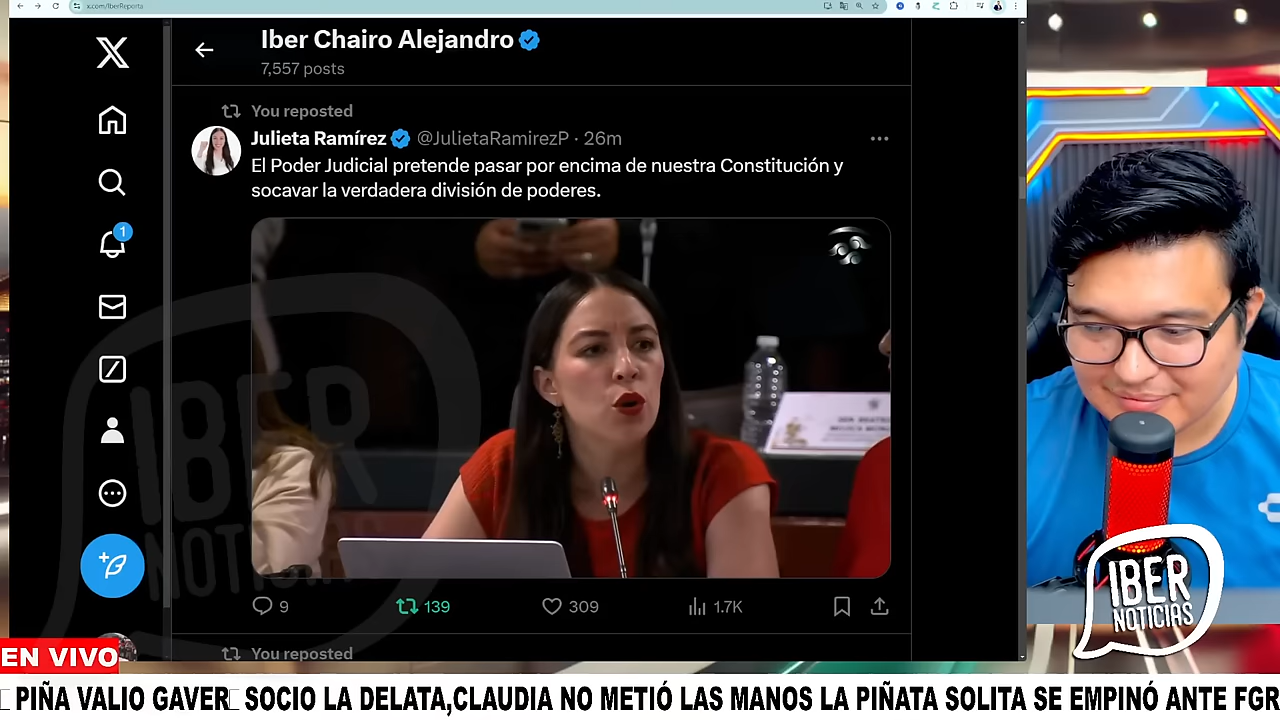 x.com/IberReporta
Iber Chairo Alejandro
7,557 posts
You reposted
Julieta Ramírez @JulietaRamirezP · 26m
El Poder Judicial pretende pasar por encima de nuestra Constitución y
socavar la verdadera división de poderes.
1
9
139
309
1.7K
You reposted
IBER
NOTICIAS
IBER
NOTICIAS
EN VIVO
PIÑA VALIO GAVER SOCIO LA DELATA,CLAUDIA NO METIÓ LAS MANOS LA PIÑATA SOLITA SE EMPINÓ ANTE FGR